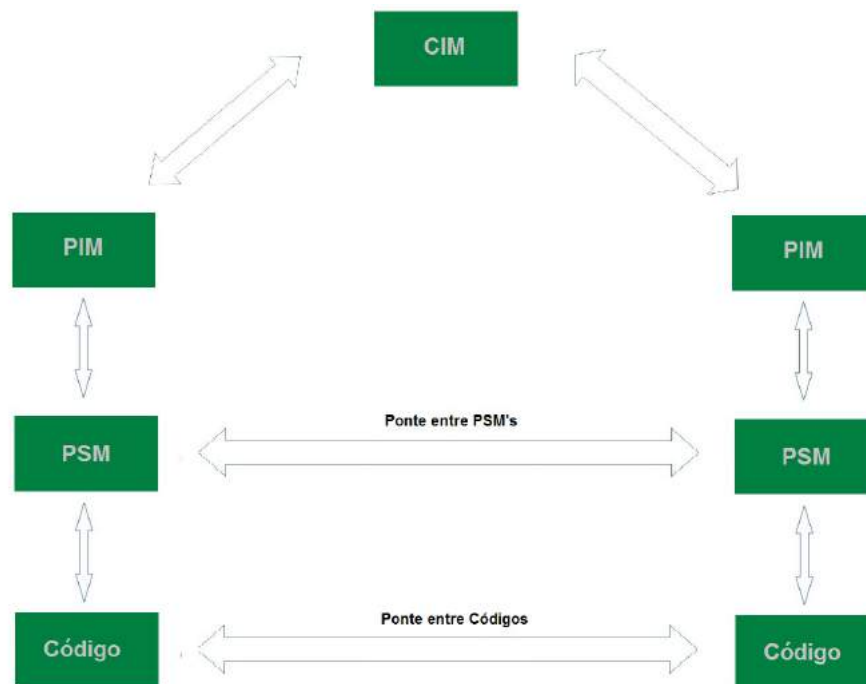 CIM
PIM
PIM
Ponte entre PSM's
PSM
PSM
Ponte entre Códigos
Código
Código